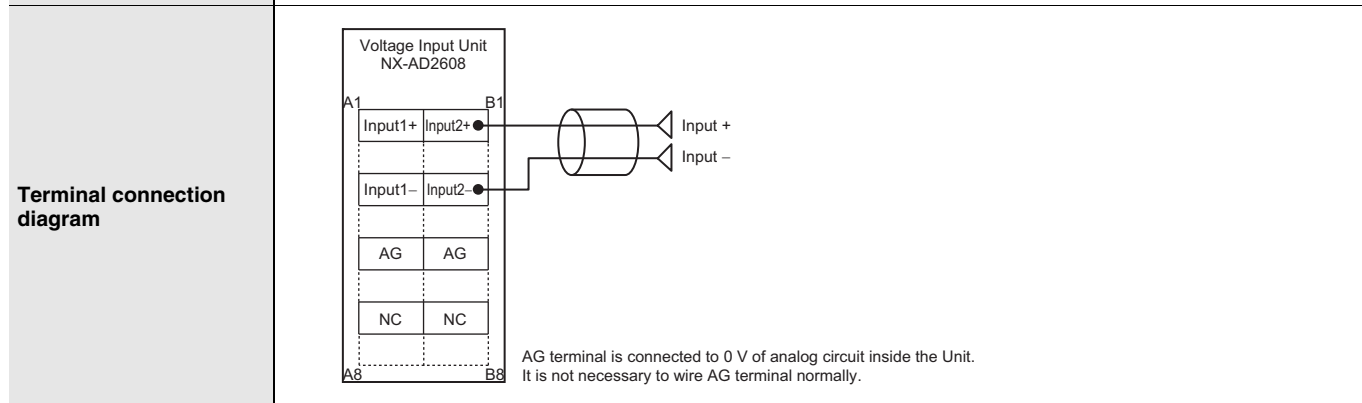 Terminal connection
diagram
Voltage Input Unit
NX-AD2608
A1 B1
Input1+ Input2+ Input +
Input –
Input1– Input2–
AG AG
NC NC
A8 B8
AG terminal is connected to 0 V of analog circuit inside the Unit.
It is not necessary to wire AG terminal normally.